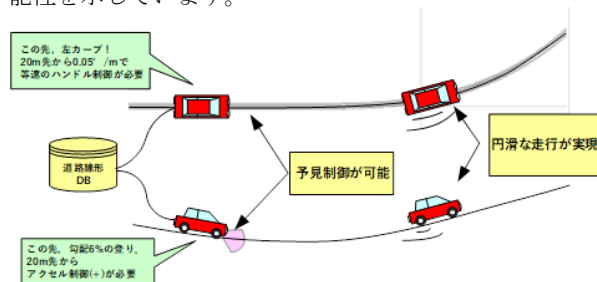 能性を示しています。
この先、左カーブ！
20m先から0.05°/mで
等速のハンドル制御が必要
道路線形
DB
予見制御が可能
円滑な走行が実現
この先、勾配6%の登り、
20m先から
アクセル制御(+)が必要